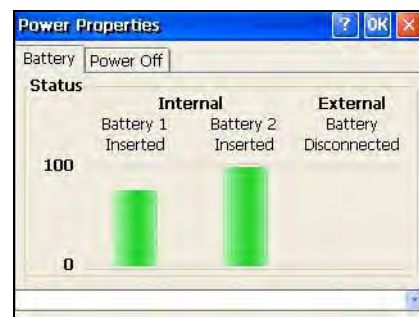 Power Properties ? OK ×
Battery Power Off
Status
Internal External
Battery 1 Battery 2 Battery
Inserted Inserted Disconnected
100
0